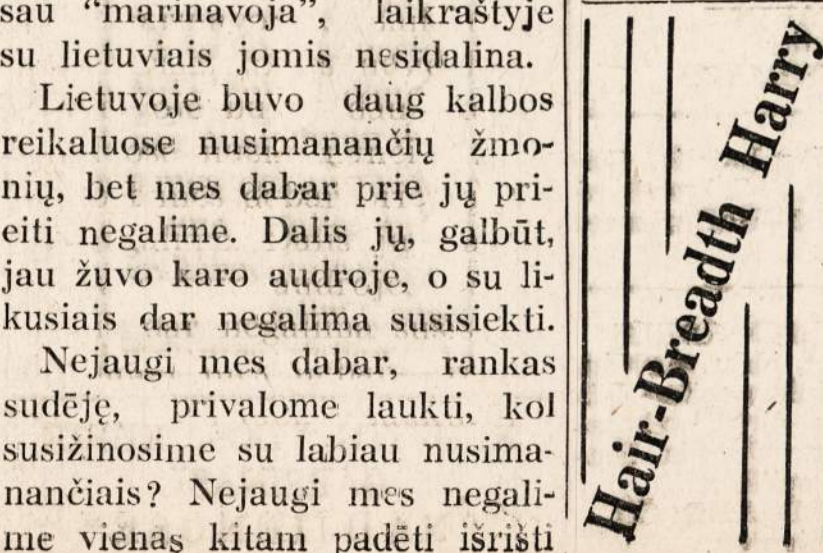 sau “marinavoja”, laikraštyje
su lietuviais jomis nesidalina.
Lietuvoje buvo daug kalbos
reikaluose nusimanančių žmo-
nių, bet mes dabar prie jų pri-
eiti negalime. Dalis jų, galbūt,
jau žuvo karo audroje, o su li-
kusiais dar negalima susisiekti.
Nejaugi mes dabar, rankas
sudėję, privalome laukti, kol
susižinosime su labiau nusima-
nančiais? Nejaugi mes negali-
me vienas kitam padėti išrišti
Hair-Breadth Harry